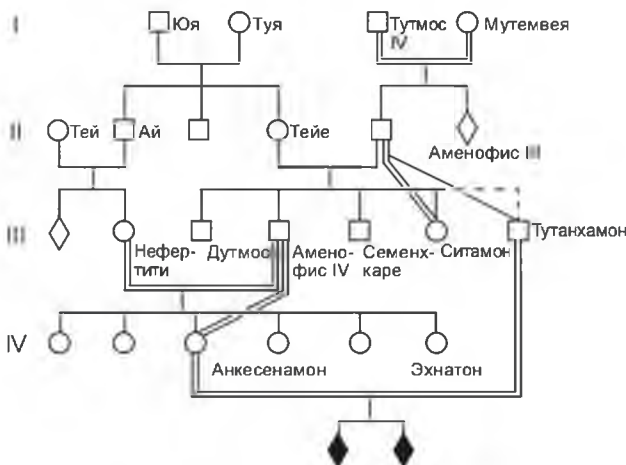 I
Юя
Туя
Тутмос
IV
Мутемвея
II
Тей
Ай
Тейе
Аменофис III
III
Нефер-
тити
Дутмос
Амено-
фис IV
Семенх-
каре
Ситамон
Тутанхамон
IV
Анкесенамон
Эхнатон